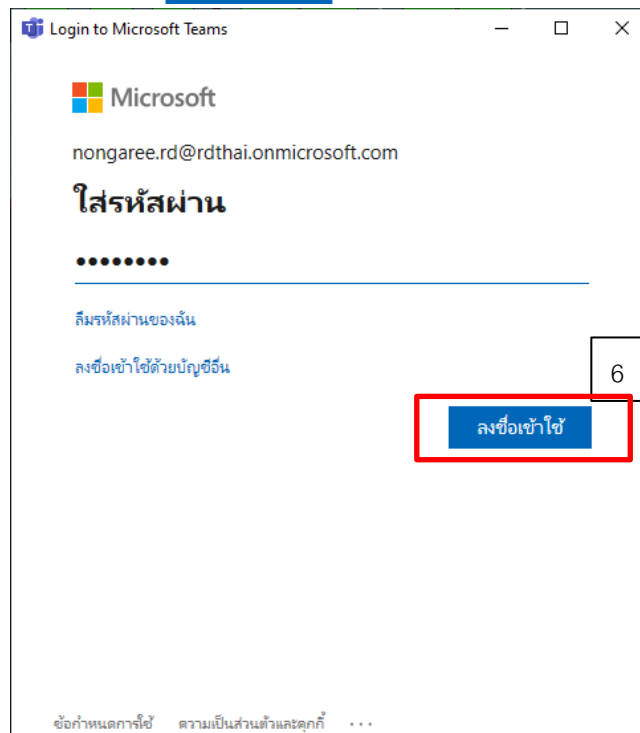 Login to Microsoft Teams
Microsoft
nongaree.rd@rdthai.onmicrosoft.com
ใส่รหัสผ่าน
••••••••
ลืมรหัสผ่านของฉัน
ลงชื่อเข้าใช้ด้วยบัญชีอื่น
6
ลงชื่อเข้าใช้
ข้อกำหนดการใช้ ความเป็นส่วนตัวและคุกกี้ ...